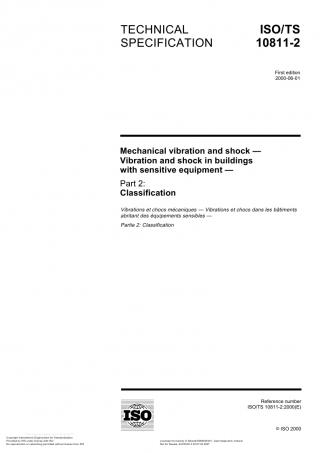 TECHNICAL SPECIFICATION
ISO/TS 10811-2
First edition
2000-06-01
Mechanical vibration and shock —
Vibration and shock in buildings
with sensitive equipment —
Part 2:
Classification
Vibrations et chocs mécaniques — Vibrations et chocs dans les bâtiments
abritant des équipements sensibles —
Partie 2: Classification
ISO
Reference number
ISO/TS 10811-2:2000(E)
© ISO 2000